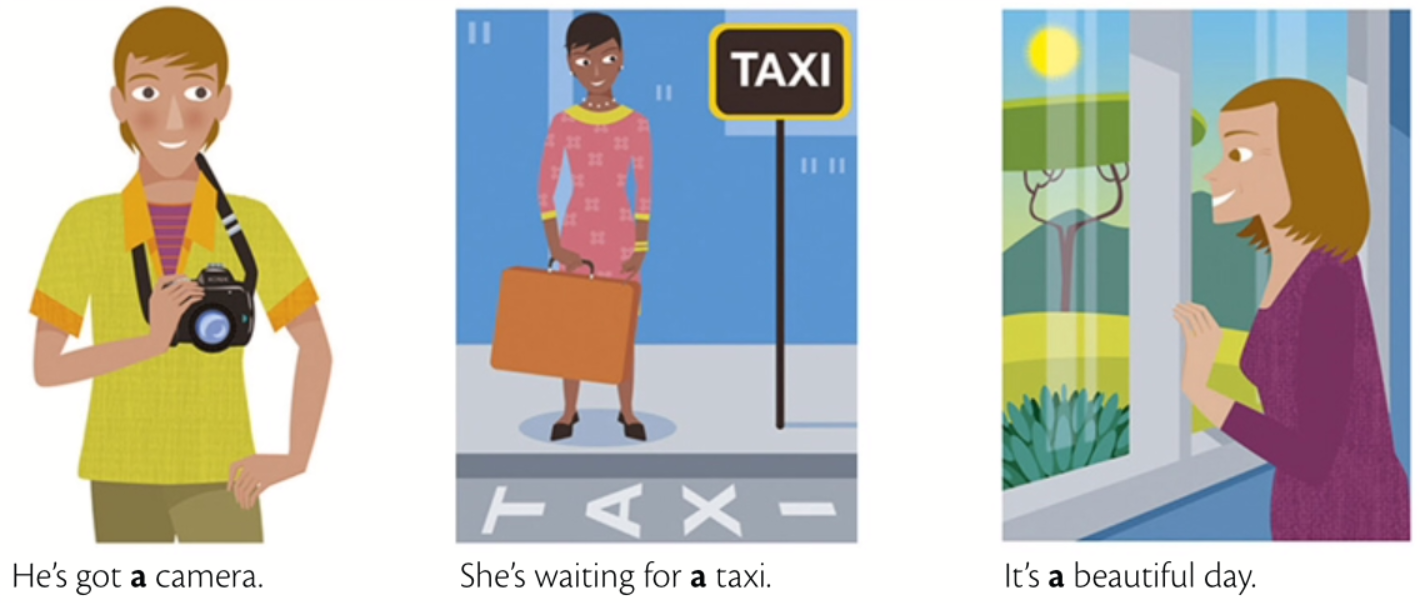 TAXI
TAXI
He's got a camera.
She's waiting for a taxi.
It's a beautiful day.